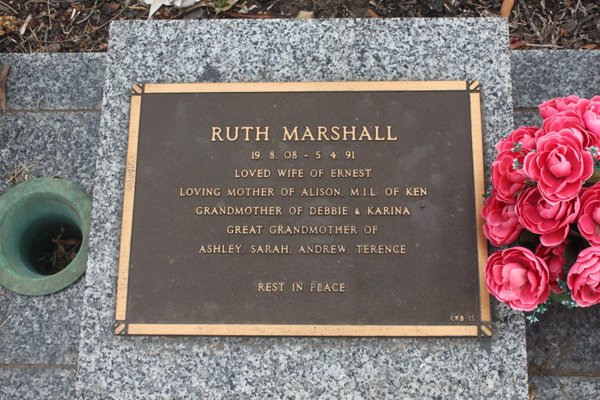 RUTH MARSHALL
19. 8. 08 - 5. 4. 91
LOVED WIFE OF ERNEST
LOVING MOTHER OF ALISON, M.I.L. OF KEN
GRANDMOTHER OF DEBBIE & KARINA
GREAT GRANDMOTHER OF
ASHLEY, SARAH, ANDREW, TERENCE
REST IN PEACE